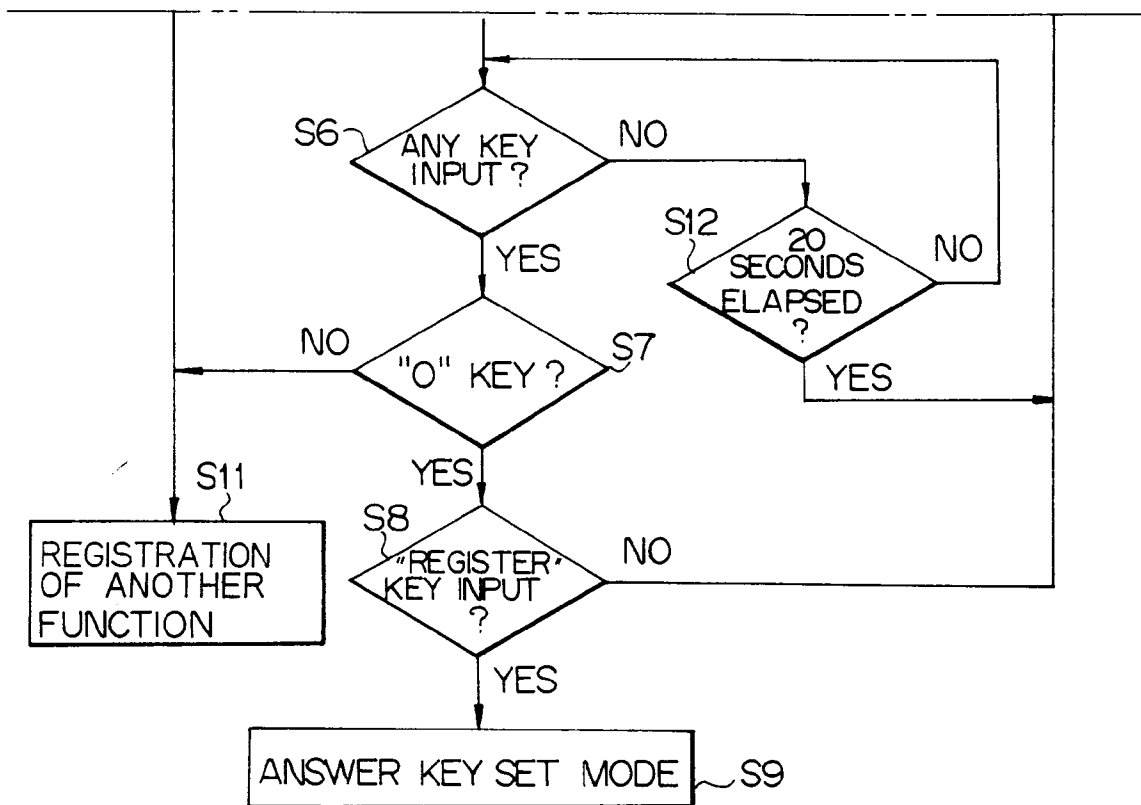 S6
ANY KEY
INPUT?
NO
YES
S12
20
SECONDS
ELAPSED
?
NO
YES
NO
"0" KEY?
S7
YES
S11
REGISTRATION
OF ANOTHER
FUNCTION
S8
"REGISTER"
KEY INPUT
?
NO
YES
ANSWER KEY SET MODE
S9